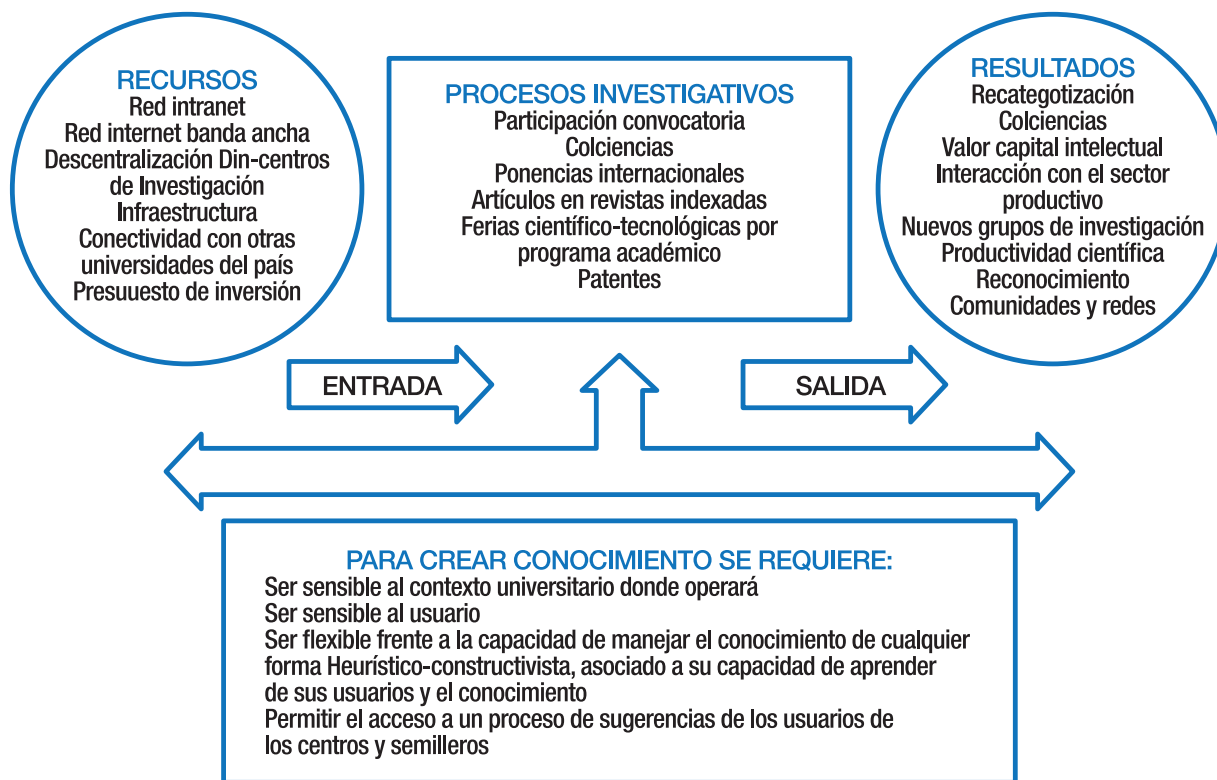 RECURSOS
Red intranet
Red internet banda ancha
Descentralización Din-centros
de Investigación
Infraestructura
Conectividad con otras
universidades del país
Presuuesto de inversión
PROCESOS INVESTIGATIVOS
Participación convocatoria
Colciencias
Ponencias internacionales
Artículos en revistas indexadas
Ferias científico-tecnológicas por
programa académico
Patentes
RESULTADOS
Recategotización
Colciencias
Valor capital intelectual
Interacción con el sector
productivo
Nuevos grupos de investigación
Productividad científica
Reconocimiento
Comunidades y redes
ENTRADA
SALIDA
PARA CREAR CONOCIMIENTO SE REQUIERE:
Ser sensible al contexto universitario donde operará
Ser sensible al usuario
Ser flexible frente a la capacidad de manejar el conocimiento de cualquier
forma Heurístico-constructivista, asociado a su capacidad de aprender
de sus usuarios y el conocimiento
Permitir el acceso a un proceso de sugerencias de los usuarios de
los centros y semilleros